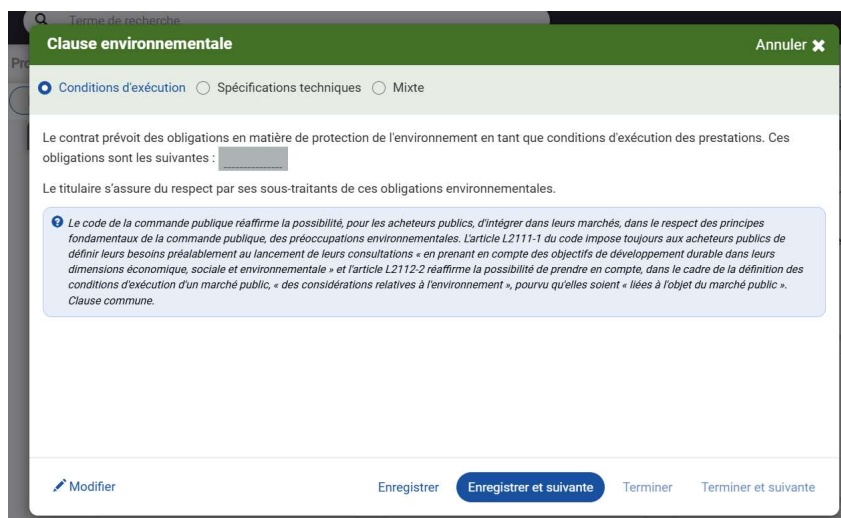 Terme de recherche
Clause environnementale
Annuler ✖
Pro
Conditions d'exécution Spécifications techniques Mixte
Le contrat prévoit des obligations en matière de protection de l'environnement en tant que conditions d'exécution des prestations. Ces
obligations sont les suivantes : ______________
Le titulaire s'assure du respect par ses sous-traitants de ces obligations environnementales.
Le code de la commande publique réaffirme la possibilité, pour les acheteurs publics, d'intégrer dans leurs marchés, dans le respect des principes
fondamentaux de la commande publique, des préoccupations environnementales. L'article L2111-1 du code impose toujours aux acheteurs publics de
définir leurs besoins préalablement au lancement de leurs consultations « en prenant en compte des objectifs de développement durable dans leurs
dimensions économique, sociale et environnementale » et l'article L2112-2 réaffirme la possibilité de prendre en compte, dans le cadre de la définition des
conditions d'exécution d'un marché public, « des considérations relatives à l'environnement », pourvu qu'elles soient « liées à l'objet du marché public ».
Clause commune.
Modifier
Enregistrer
Enregistrer et suivante
Terminer
Terminer et suivante